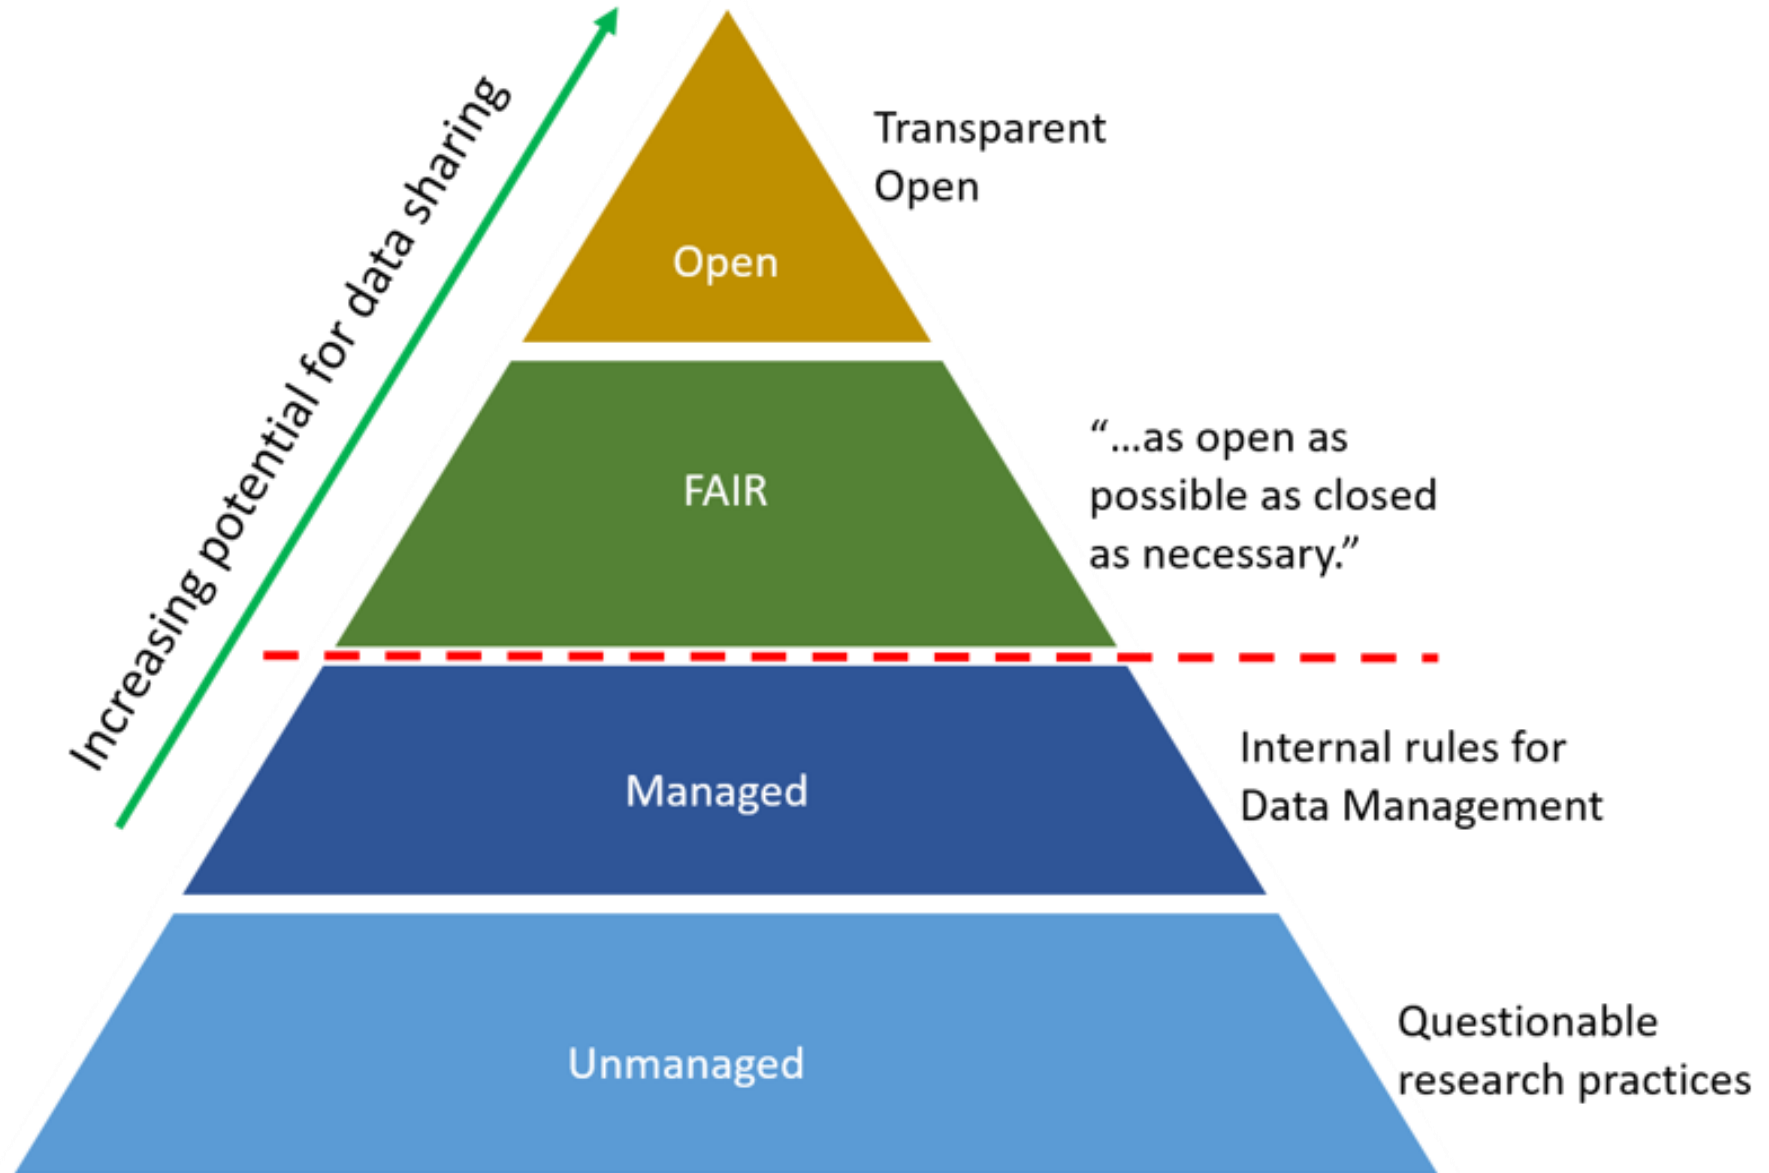 Increasing potential for data sharing
Transparent
Open
Open
“...as open as
possible as closed
as necessary.”
FAIR
Internal rules for
Data Management
Managed
Questionable
research practices
Unmanaged